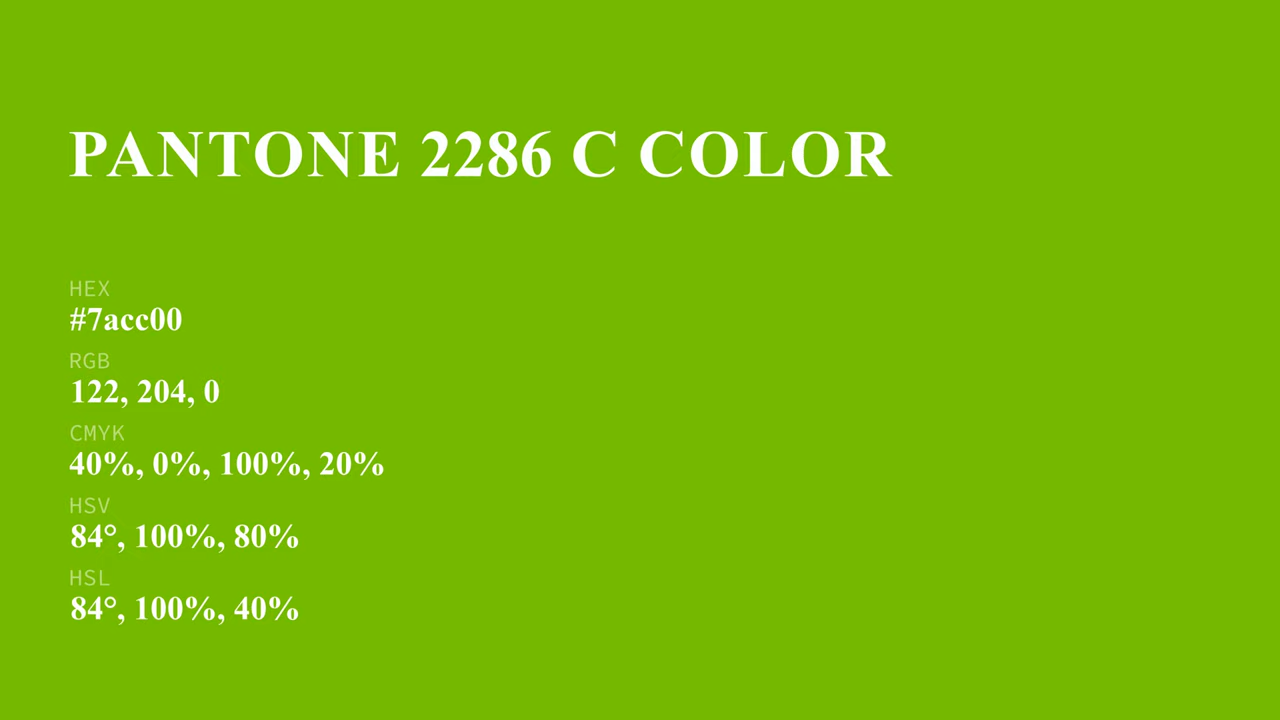 PANTONE 2286 C COLOR
HEX
#7acc00
RGB
122, 204, 0
CMYK
40%, 0%, 100%, 20%
HSV
84°, 100%, 80%
HSL
84°, 100%, 40%